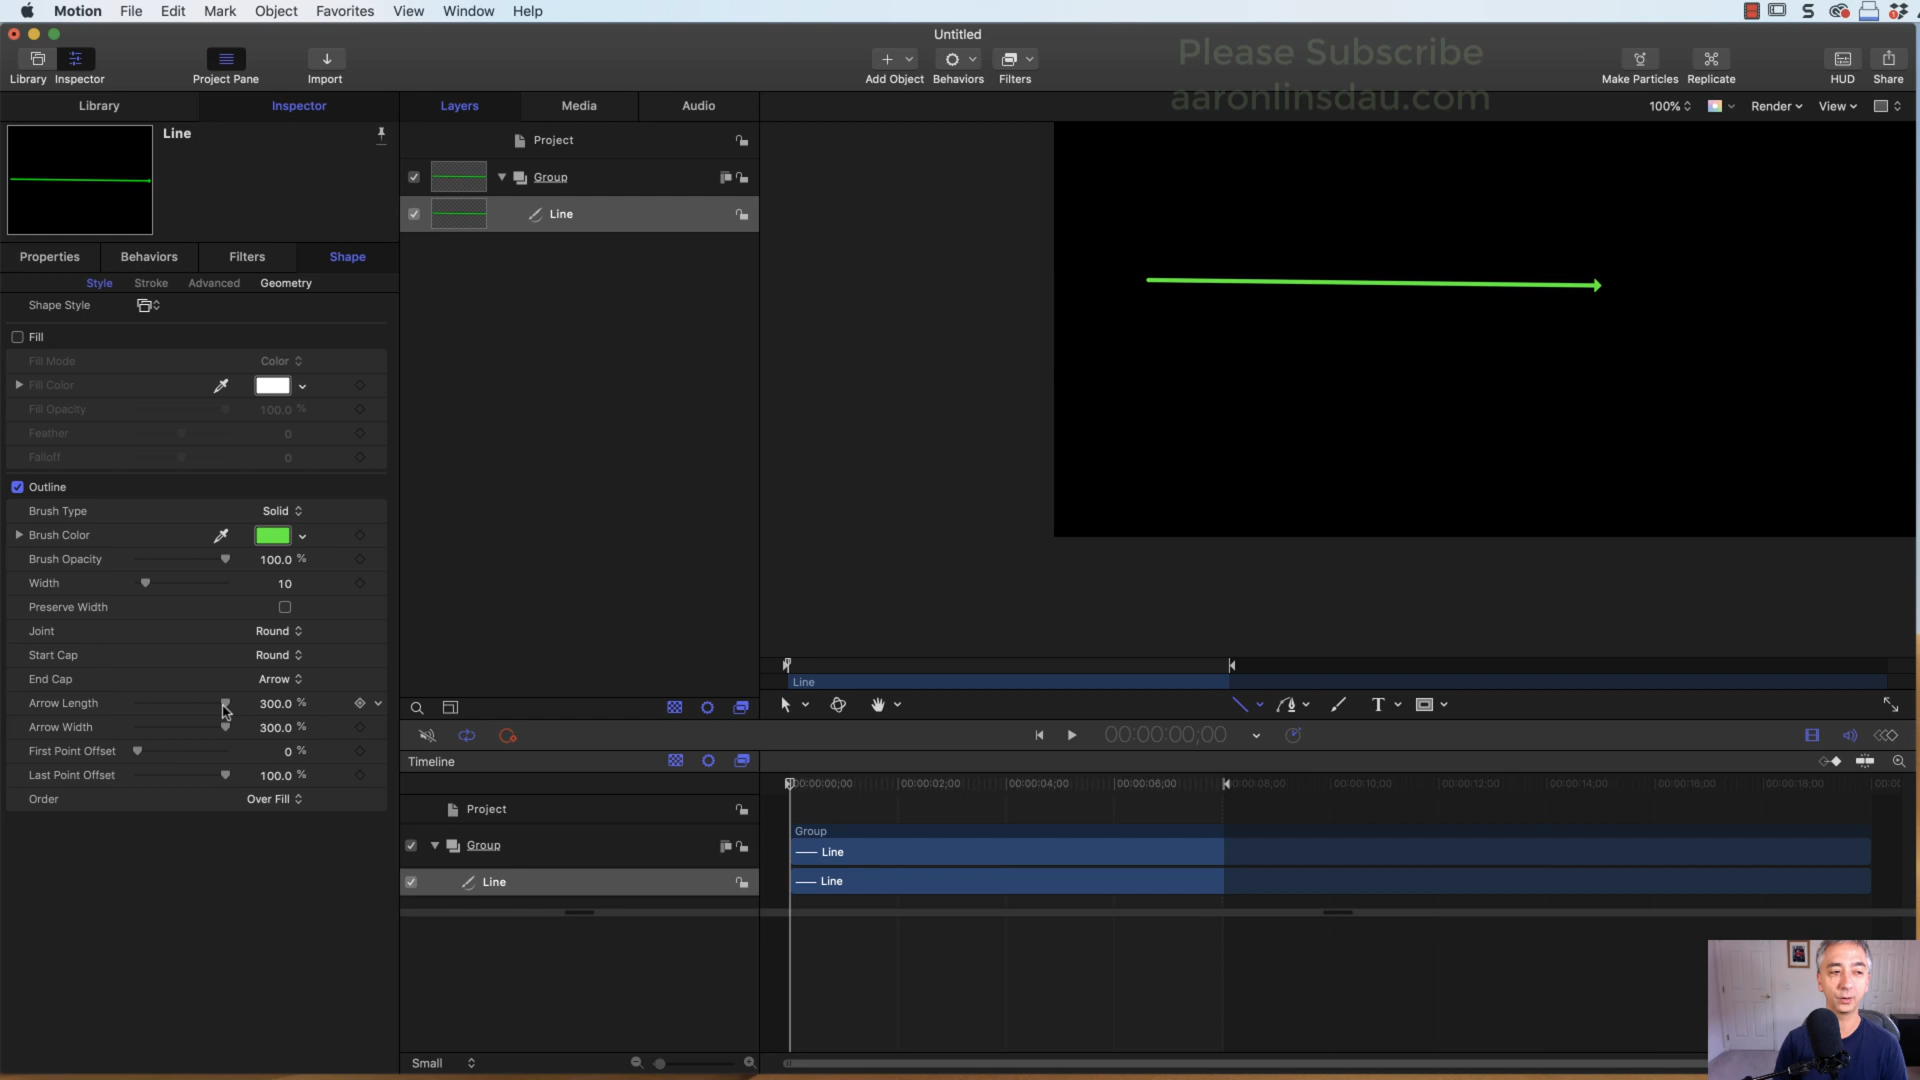 Motion File Edit Mark Object Favorites View Window Help
Untitled
Please Subscribe
aaronlinsdau.com
Library Inspector Project Pane Import Add Object Behaviors Filters Make Particles Replicate HUD Share
Library Inspector Layers Media Audio 100% Render View
Line
Project
Group
Line
Properties Behaviors Filters Shape
Style Stroke Advanced Geometry
Shape Style
Fill
Fill Mode Color
Fill Color
Fill Opacity 100.0 %
Feather 0
Falloff 0
Outline
Brush Type Solid
Brush Color
Brush Opacity 100.0 %
Width 10
Preserve Width
Joint Round
Start Cap Round
End Cap Arrow
Arrow Length 300.0 %
Arrow Width 300.0 %
First Point Offset 0 %
Last Point Offset 100.0 %
Order Over Fill
Line
T
00:00:00;00
Timeline
00:00:00;00 00:00:02;00 00:00:04;00 00:00:06;00 00:00:08;00 00:00:10;00 00:00:12;00 00:00:14;00 00:00:16;00 00:00:18;00
Project
Group
Group
Line
Line
Line
Small